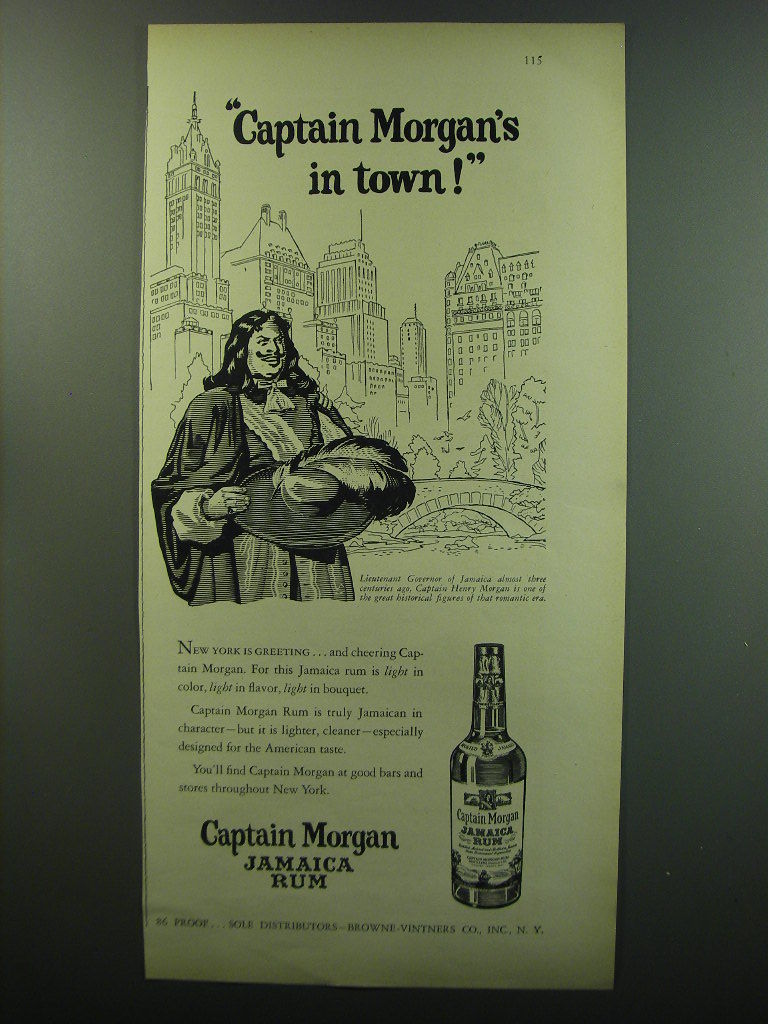 115
“Captain Morgan's
in town!”
Lieutenant Governor of Jamaica almost three
centuries ago, Captain Henry Morgan is one of
the great historical figures of that romantic era.
NEW YORK IS GREETING . . . and cheering Cap-
tain Morgan. For this Jamaica rum is light in
color, light in flavor, light in bouquet.
Captain Morgan Rum is truly Jamaican in
character—but it is lighter, cleaner—especially
designed for the American taste.
You'll find Captain Morgan at good bars and
stores throughout New York.
Captain Morgan
JAMAICA
RUM
Captain Morgan
JAMAICA
RUM
86 PROOF . . . SOLE DISTRIBUTORS—BROWNE-VINTNERS CO., INC., N. Y.